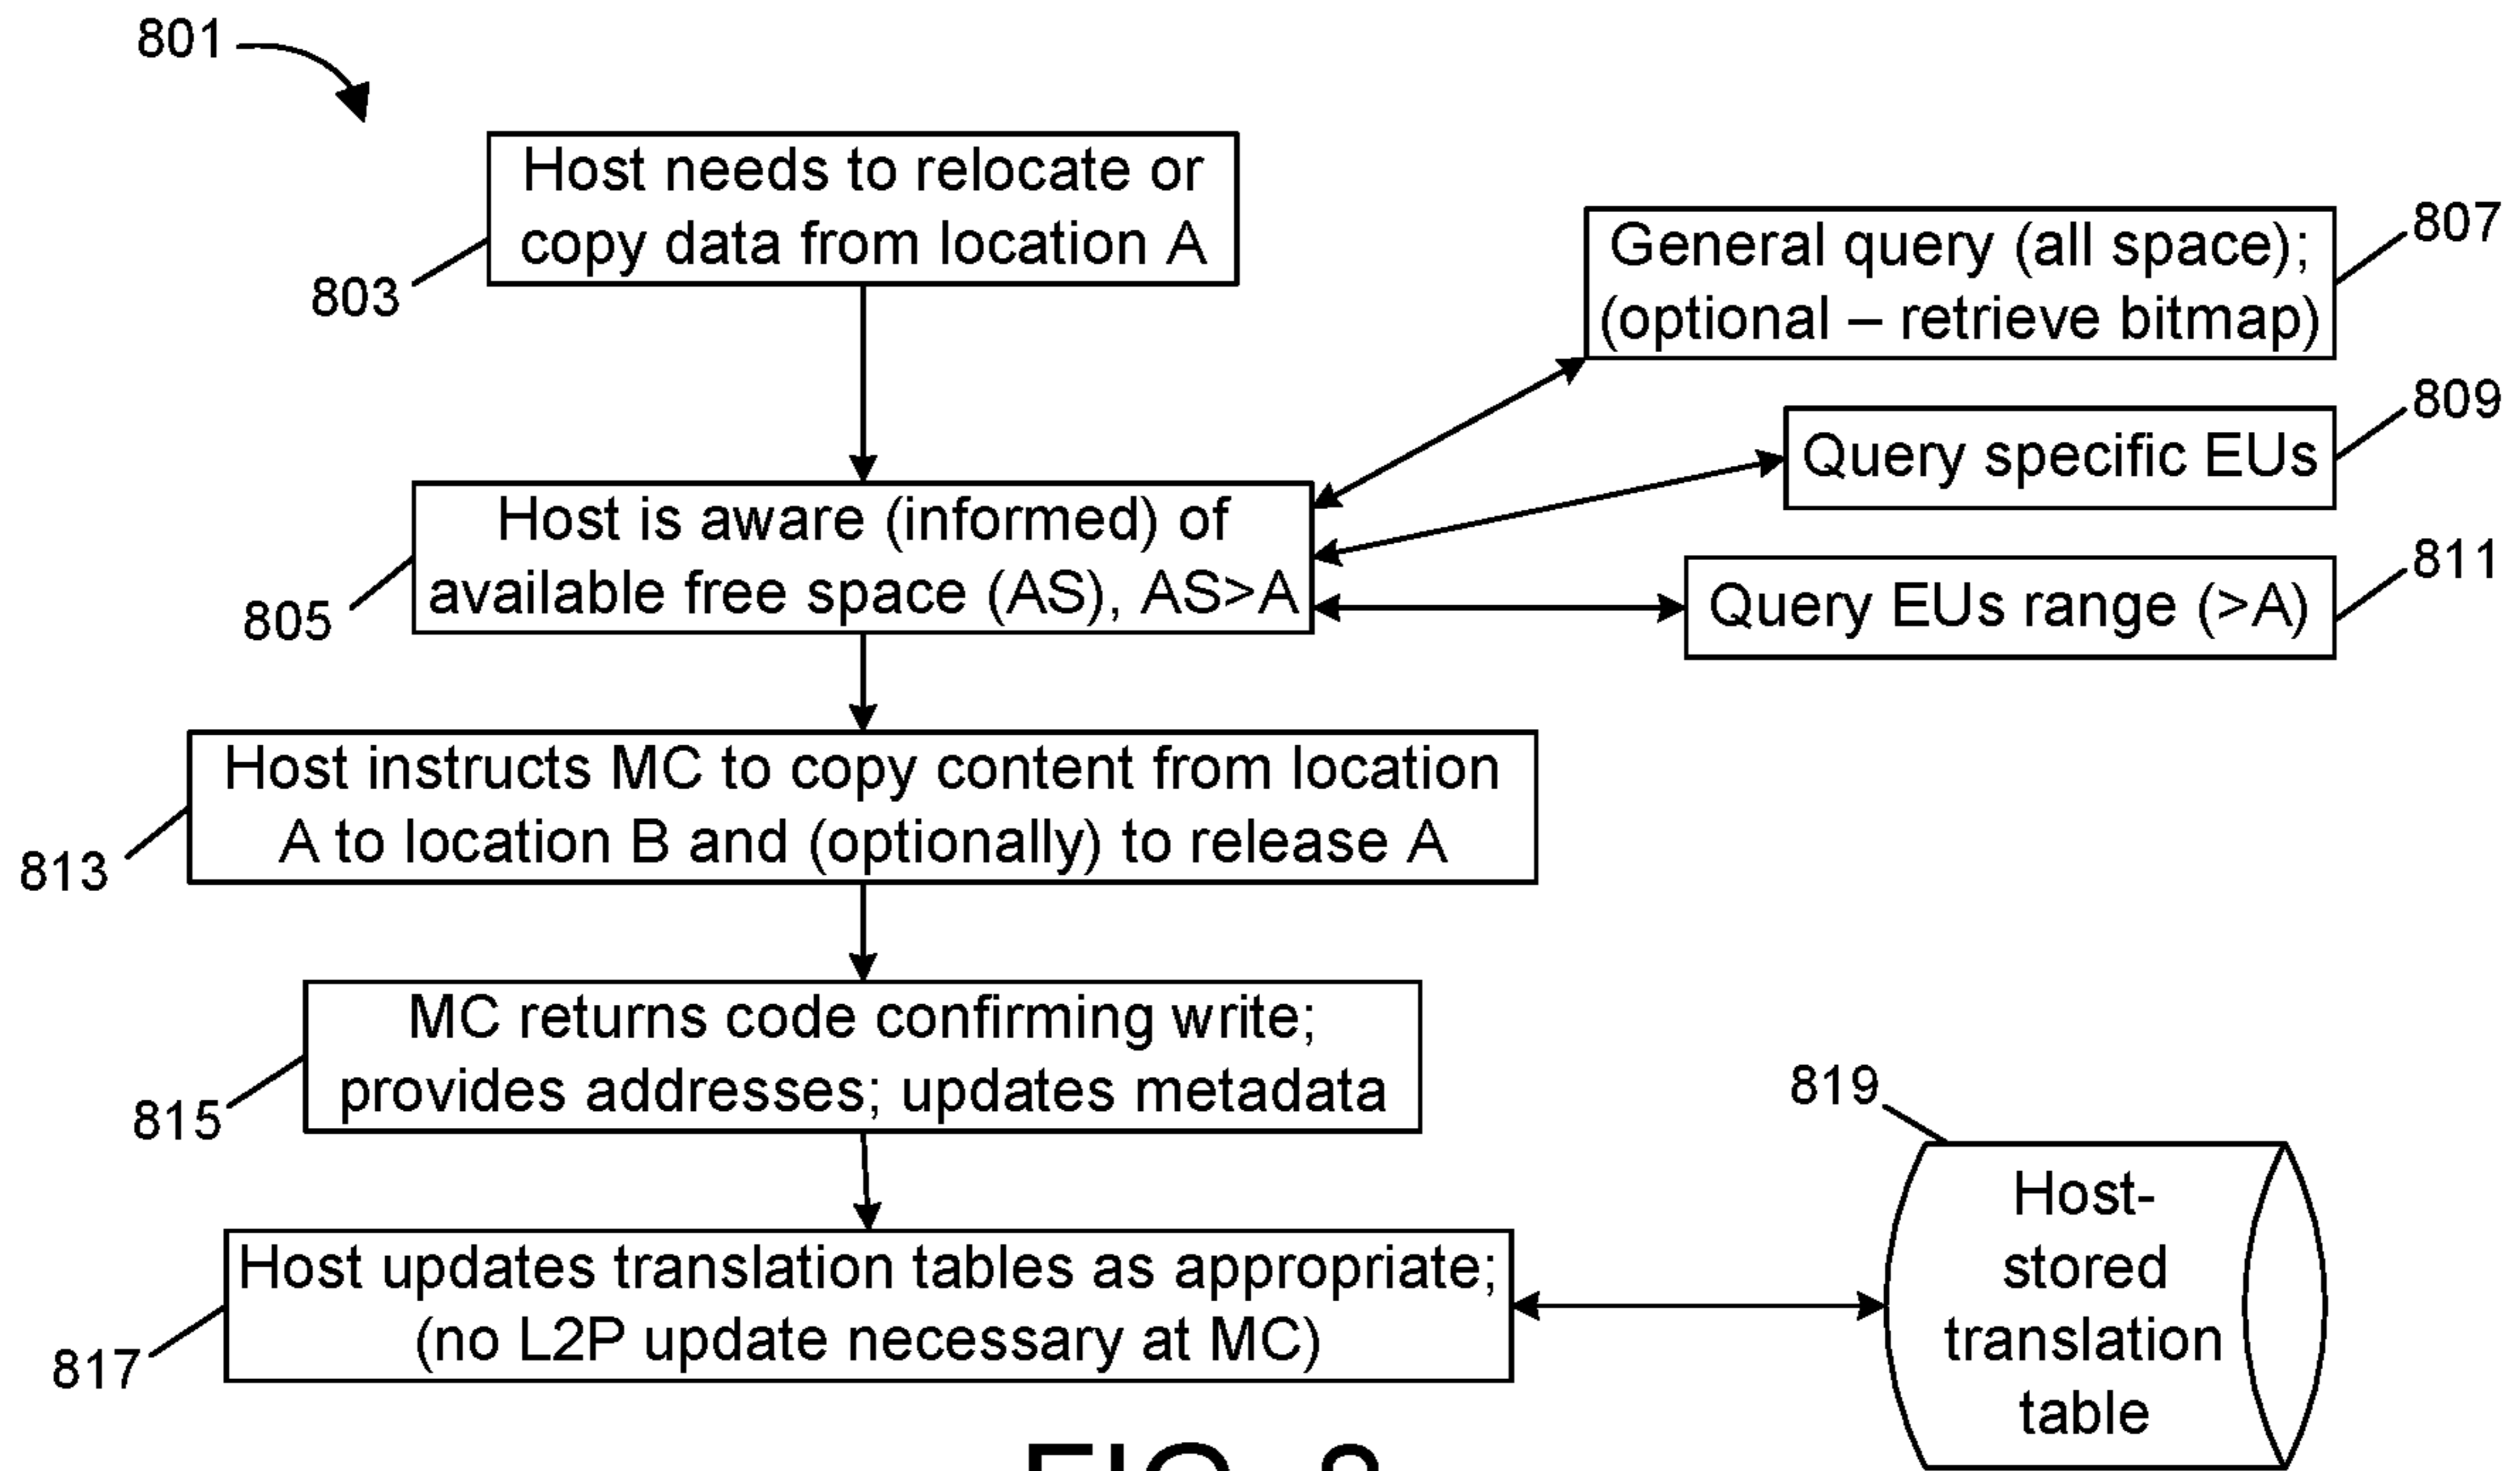 801
Host needs to relocate or
copy data from location A
803
General query (all space);
(optional – retrieve bitmap)
807
Query specific EUs
809
Host is aware (informed) of
available free space (AS), AS>A
805
Query EUs range (>A)
811
Host instructs MC to copy content from location
A to location B and (optionally) to release A
813
MC returns code confirming write;
provides addresses; updates metadata
815
Host updates translation tables as appropriate;
(no L2P update necessary at MC)
817
819
Host-
stored
translation
table